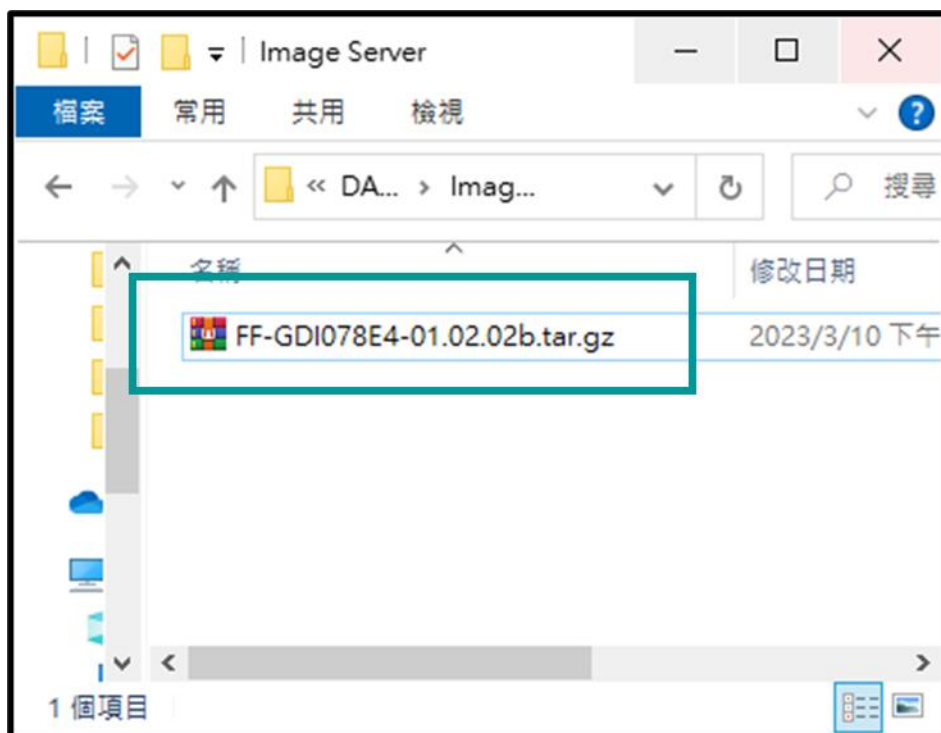 Image Server
檔案 常用 共用 檢視
« DA... › Imag... 搜尋
名稱 修改日期
FF-GDI078E4-01.02.02b.tar.gz 2023/3/10 下午
1 個項目